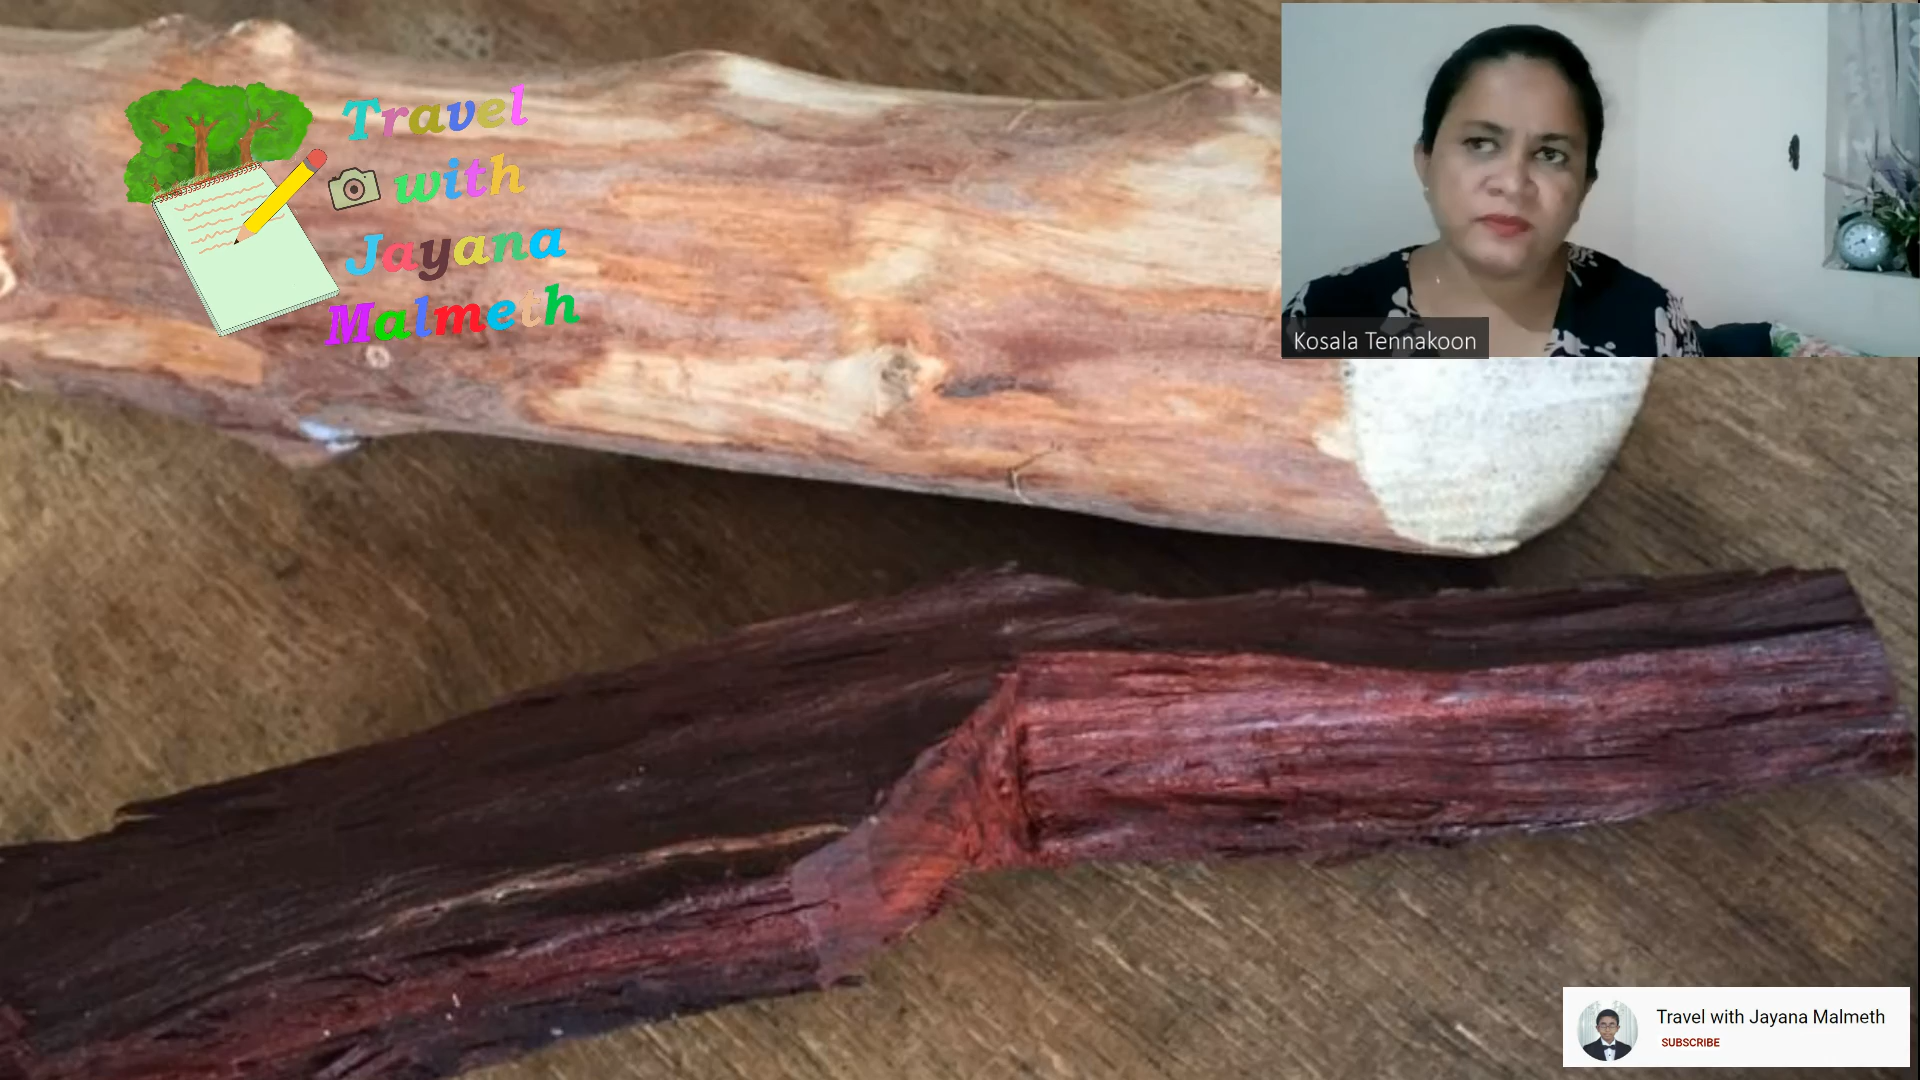 Travel
with
Jayana
Malmeth
Kosala Tennakoon
Travel with Jayana Malmeth
SUBSCRIBE